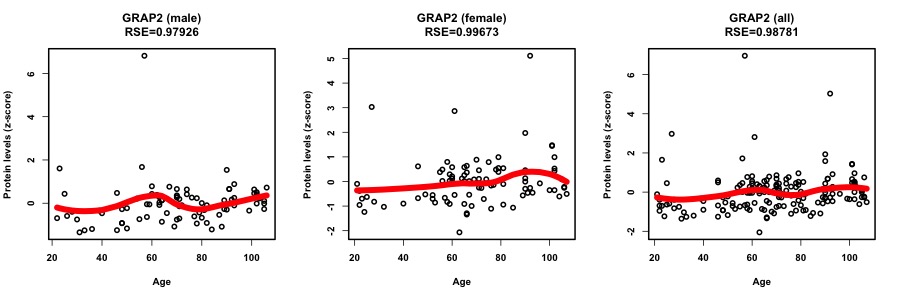 GRAP2 (male)
RSE=0.97926
Protein levels (z-score)
6
4
2
0
20 40 60 80 100
Age
GRAP2 (female)
RSE=0.99673
Protein levels (z-score)
5
4
3
2
1
0
-1
-2
20 40 60 80 100
Age
GRAP2 (all)
RSE=0.98781
Protein levels (z-score)
6
4
2
0
-2
20 40 60 80 100
Age